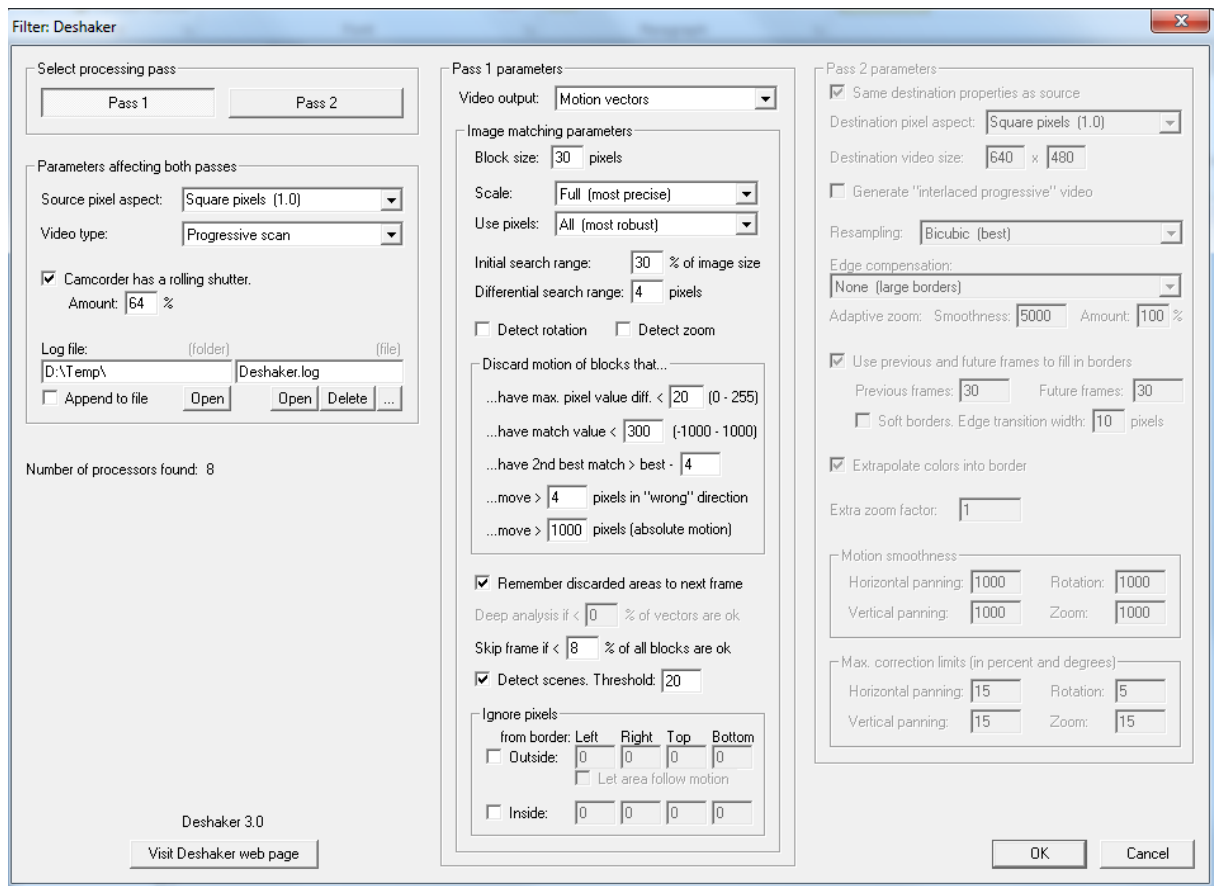 Filter: Deshaker
Select processing pass
Pass 1 Pass 2
Parameters affecting both passes
Source pixel aspect: Square pixels (1.0)
Video type: Progressive scan
Camcorder has a rolling shutter.
Amount: 64 %
Log file: (folder) (file)
D:\Temp\ Deshaker.log
Append to file Open Open Delete ...
Number of processors found: 8
Deshaker 3.0
Visit Deshaker web page
Pass 1 parameters
Video output: Motion vectors
Image matching parameters
Block size: 30 pixels
Scale: Full (most precise)
Use pixels: All (most robust)
Initial search range: 30 % of image size
Differential search range: 4 pixels
Detect rotation Detect zoom
Discard motion of blocks that...
...have max. pixel value diff. < 20 (0 - 255)
...have match value < 300 (-1000 - 1000)
...have 2nd best match > best - 4
...move > 4 pixels in "wrong" direction
...move > 1000 pixels (absolute motion)
Remember discarded areas to next frame
Deep analysis if < 0 % of vectors are ok
Skip frame if < 8 % of all blocks are ok
Detect scenes. Threshold: 20
Ignore pixels
from border: Left Right Top Bottom
Outside: 0 0 0 0
Let area follow motion
Inside: 0 0 0 0
Pass 2 parameters
Same destination properties as source
Destination pixel aspect: Square pixels (1.0)
Destination video size: 640 x 480
Generate "interlaced progressive" video
Resampling: Bicubic (best)
Edge compensation:
None (large borders)
Adaptive zoom: Smoothness: 5000 Amount: 100 %
Use previous and future frames to fill in borders
Previous frames: 30 Future frames: 30
Soft borders. Edge transition width: 10 pixels
Extrapolate colors into border
Extra zoom factor: 1
Motion smoothness
Horizontal panning: 1000 Rotation: 1000
Vertical panning: 1000 Zoom: 1000
Max. correction limits (in percent and degrees)
Horizontal panning: 15 Rotation: 5
Vertical panning: 15 Zoom: 15
OK Cancel